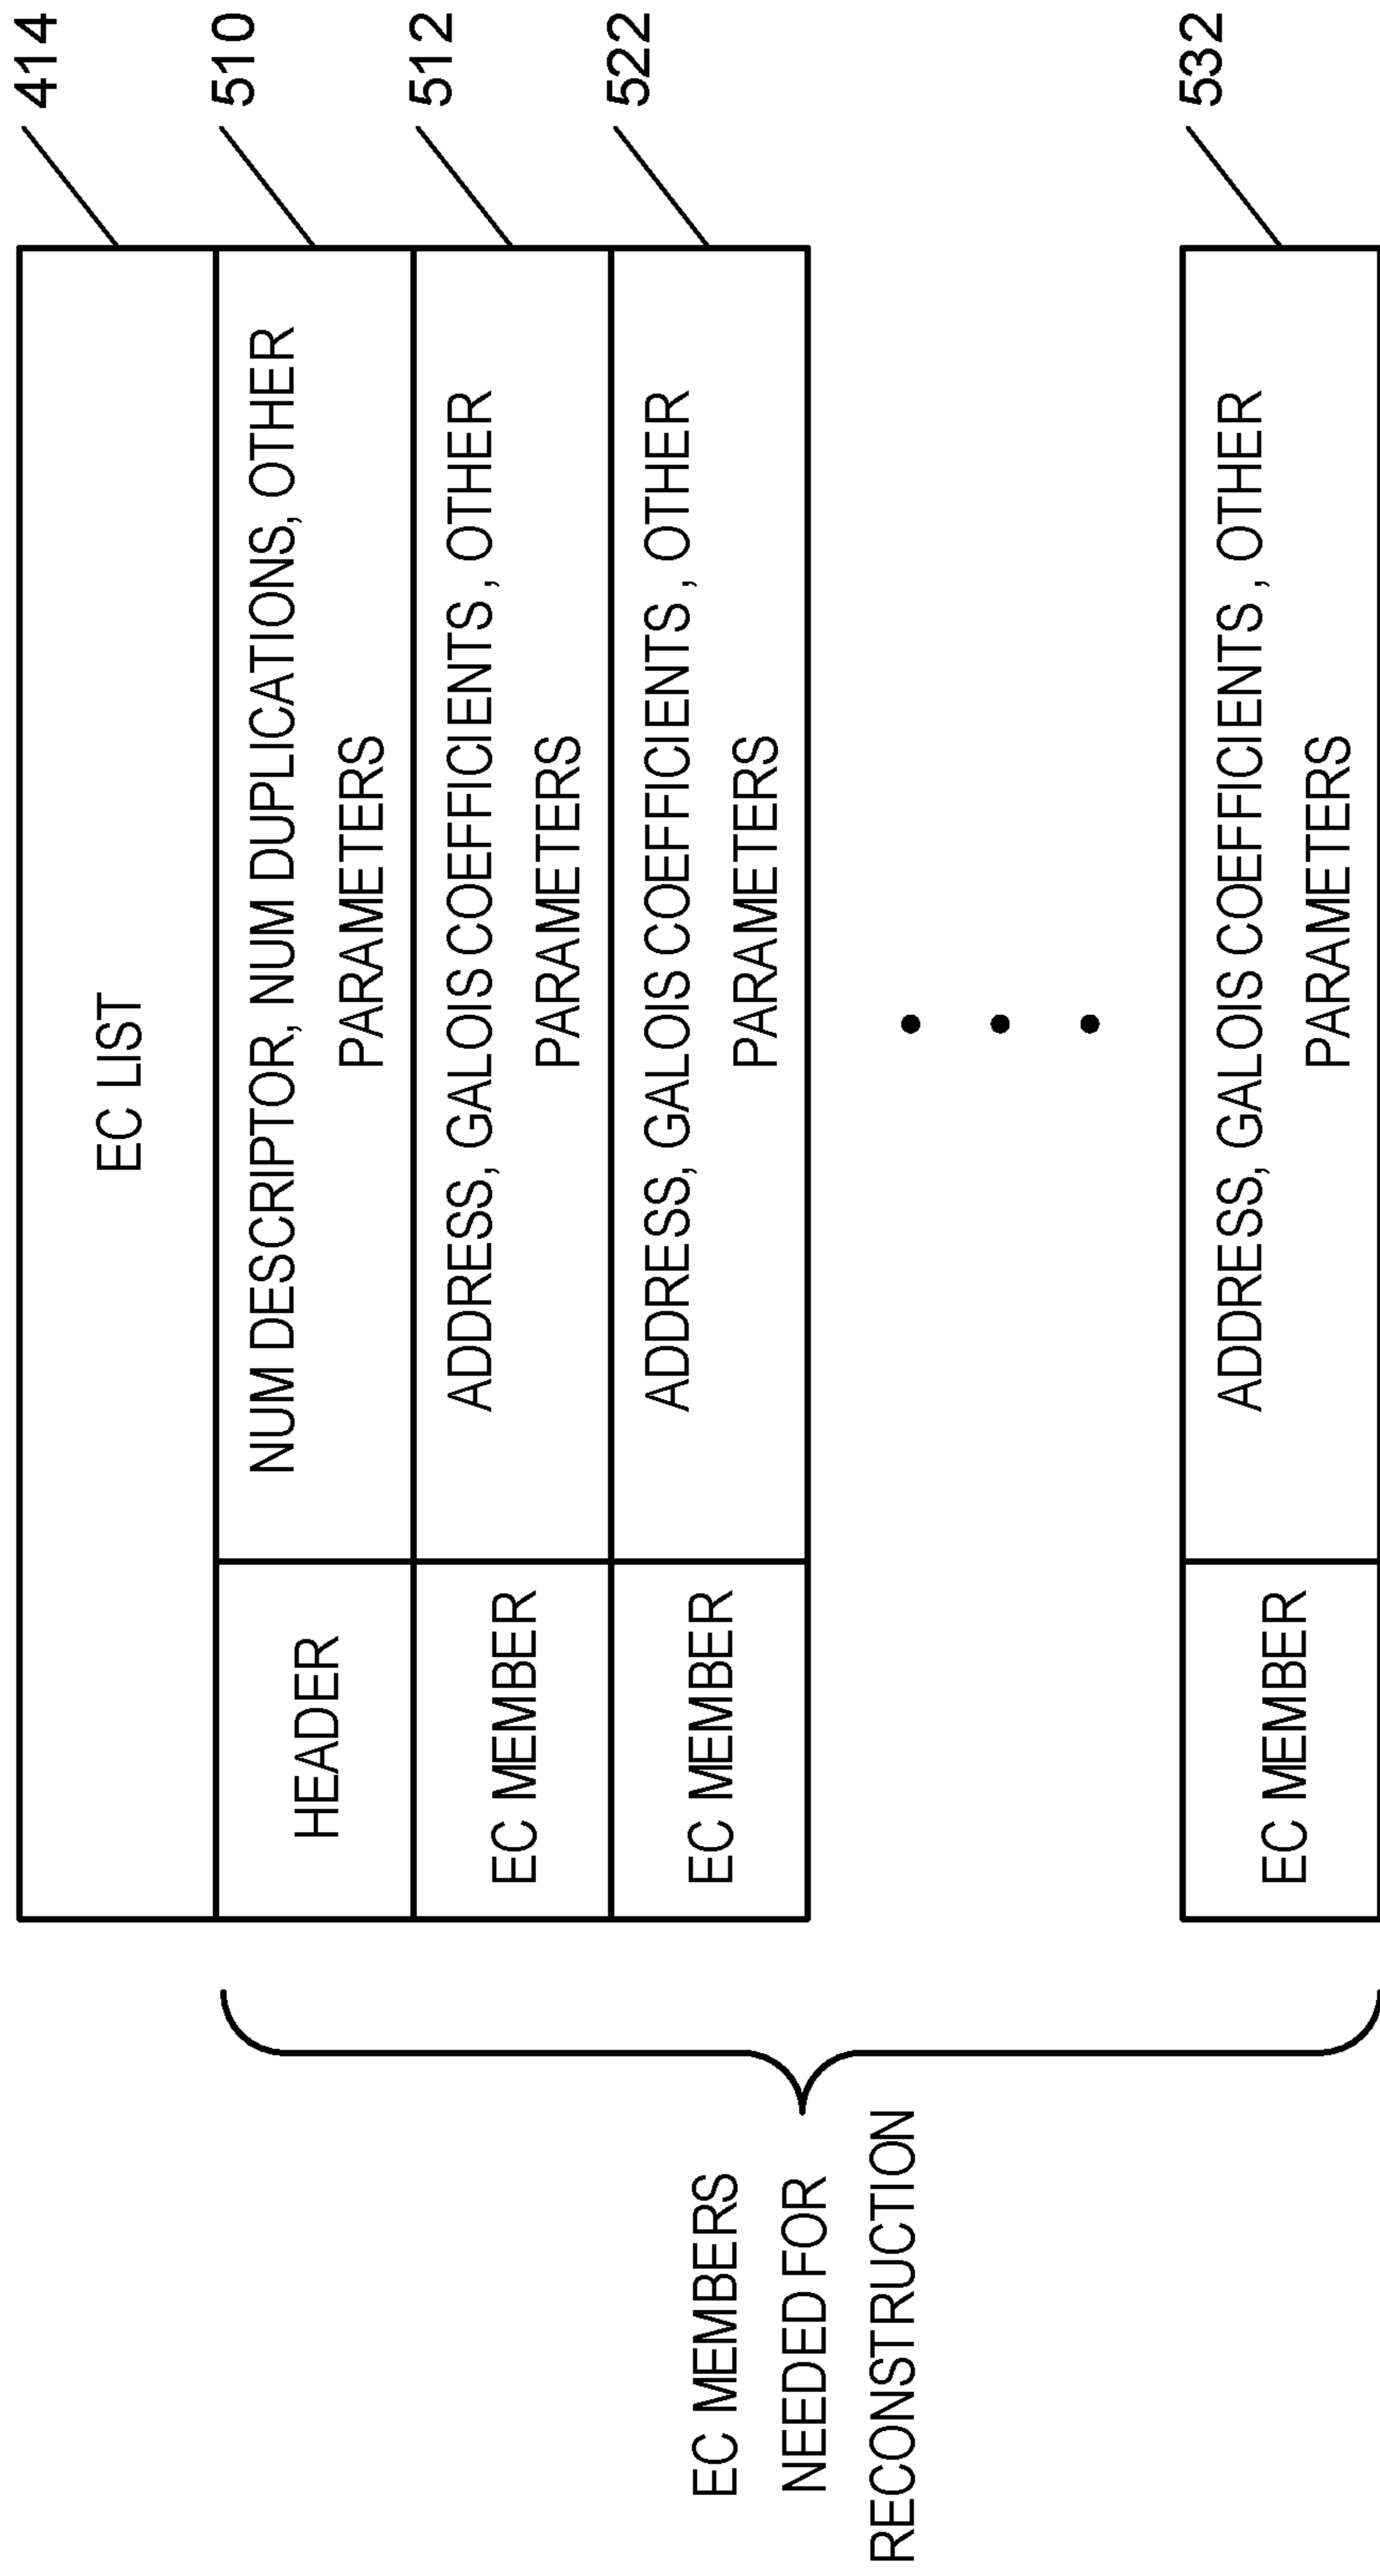 EC LIST
414
HEADER
NUM DESCRIPTOR, NUM DUPLICATIONS, OTHER
PARAMETERS
510
EC MEMBER
ADDRESS, GALOIS COEFFICIENTS , OTHER
PARAMETERS
512
EC MEMBER
ADDRESS, GALOIS COEFFICIENTS , OTHER
PARAMETERS
522
EC MEMBERS
NEEDED FOR
RECONSTRUCTION
EC MEMBER
ADDRESS, GALOIS COEFFICIENTS , OTHER
PARAMETERS
532